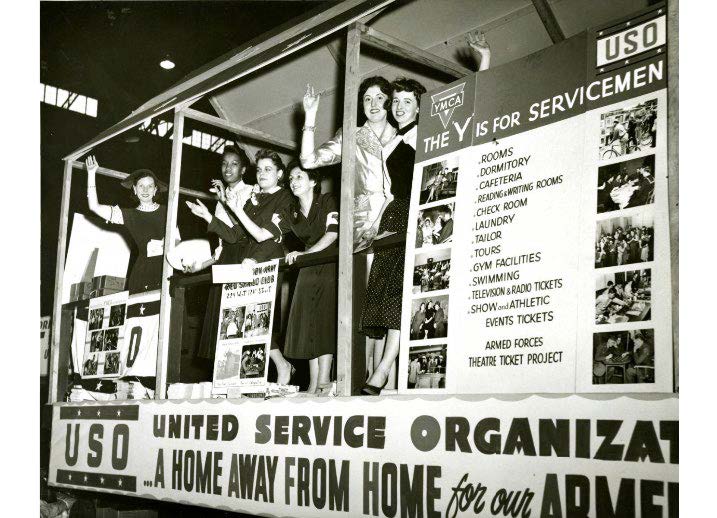 USO
YMCA
THE 'Y' IS FOR SERVICEMEN
. ROOMS
. DORMITORY
. CAFETERIA
. READING & WRITING ROOMS
. CHECK ROOM
. LAUNDRY
. TAILOR
. TOURS
. GYM FACILITIES
. SWIMMING
. TELEVISION & RADIO TICKETS
. SHOW AND ATHLETIC
EVENTS TICKETS
ARMED FORCES
THEATRE TICKET PROJECT
CLUB
O
USO
UNITED SERVICE ORGANIZAT
...A HOME AWAY FROM HOME for our ARME